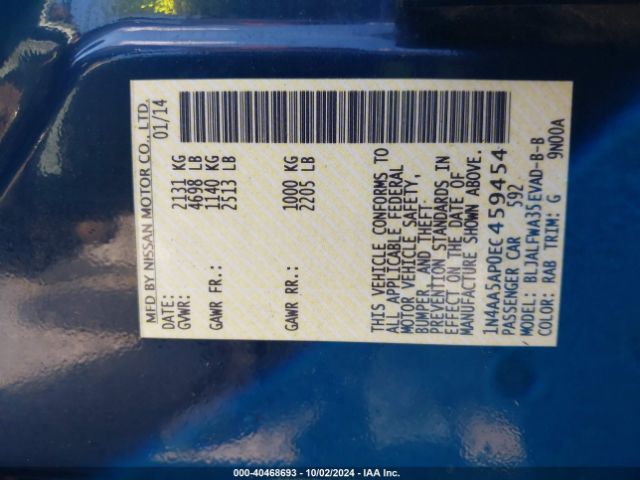 MFD BY NISSAN MOTOR CO., LTD.
DATE: 01/14
GVWR: 2131 KG
4698 LB
GAWR FR.: 1140 KG
2513 LB
GAWR RR.: 1000 KG
2205 LB
THIS VEHICLE CONFORMS TO
ALL APPLICABLE FEDERAL
MOTOR VEHICLE SAFETY,
BUMPER, AND THEFT
PREVENTION STANDARDS IN
EFFECT ON THE DATE OF
MANUFACTURE SHOWN ABOVE.
1N4AA5AP0EC459454
PASSENGER CAR 592
MODEL: BLJALFWA35EVAD-B-B
COLOR: RAB TRIM: G 9N00A
000-40468693 - 10/02/2024 - IAA Inc.